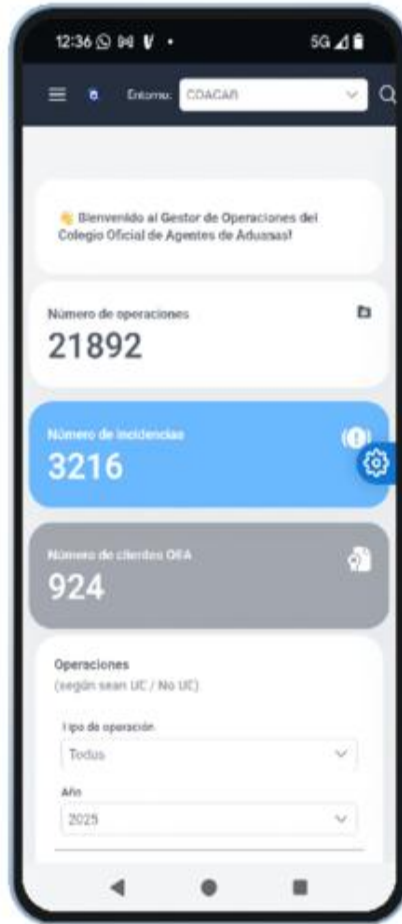 12:36
5G
Entorno: COACAB
👋 Bienvenido al Gestor de Operaciones del
Colegio Oficial de Agentes de Aduanas!
Número de operaciones
21892
Número de incidencias
3216
Número de clientes OEA
924
Operaciones
(según sean UC / No UC)
Tipo de operación
Todas
Año
2025